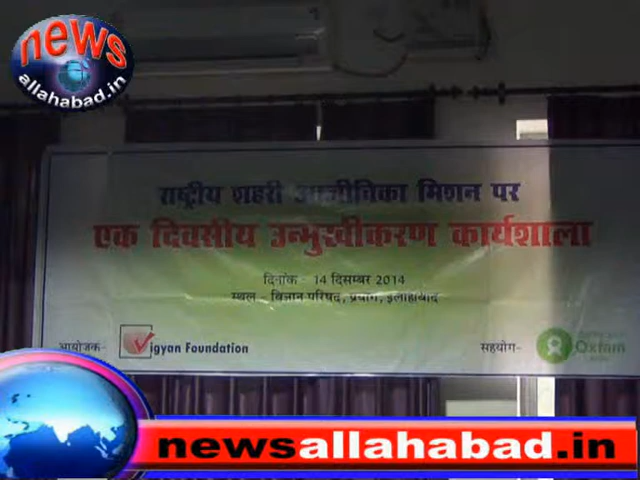 news
allahabad.in
राष्ट्रीय शहरी आजीविका मिशन पर
एक दिवसीय उन्मुखीकरण कार्यशाला
दिनांक - 14 दिसम्बर 2014
स्थल - विज्ञान परिषद, प्रयाग, इलाहाबाद
आयोजक-
Vigyan Foundation
सहयोग-
Oxfam
newsallahabad.in